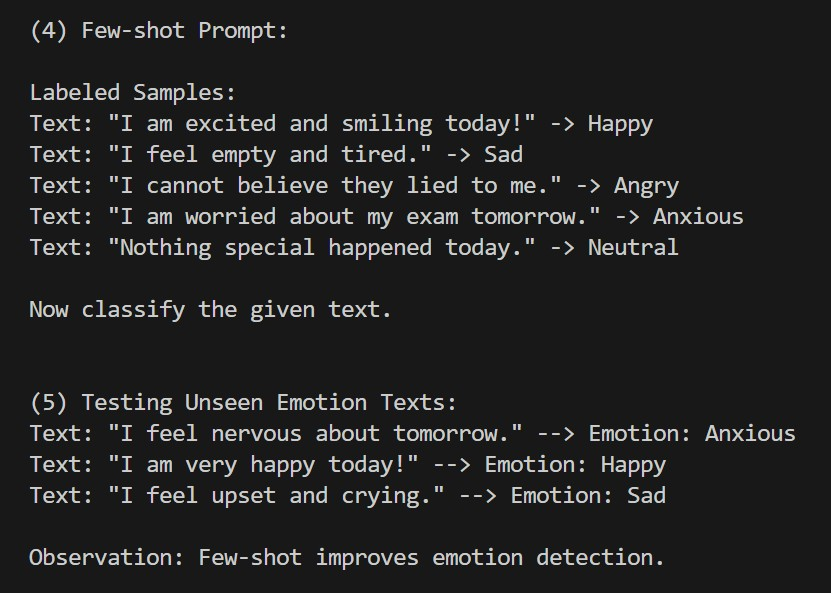 (4) Few-shot Prompt:
Labeled Samples:
Text: "I am excited and smiling today!" -> Happy
Text: "I feel empty and tired." -> Sad
Text: "I cannot believe they lied to me." -> Angry
Text: "I am worried about my exam tomorrow." -> Anxious
Text: "Nothing special happened today." -> Neutral
Now classify the given text.
(5) Testing Unseen Emotion Texts:
Text: "I feel nervous about tomorrow." --> Emotion: Anxious
Text: "I am very happy today!" --> Emotion: Happy
Text: "I feel upset and crying." --> Emotion: Sad
Observation: Few-shot improves emotion detection.